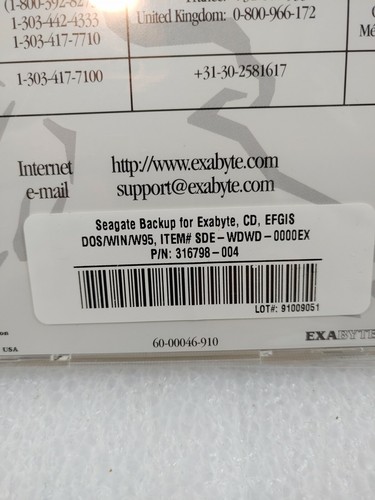 United Kingdom: 0-800-966-172
1-303-442-4333
1-303-417-7710
1-303-417-7100
+31-30-2581617
Internet http://www.exabyte.com
e-mail support@exabyte.com
Seagate Backup for Exabyte, CD, EFGIS
DOS/WIN/W95, ITEM# SDE-WDWD-0000EX
P/N: 316798-004
LOT#: 91009051
EXABYTE
USA
60-00046-910